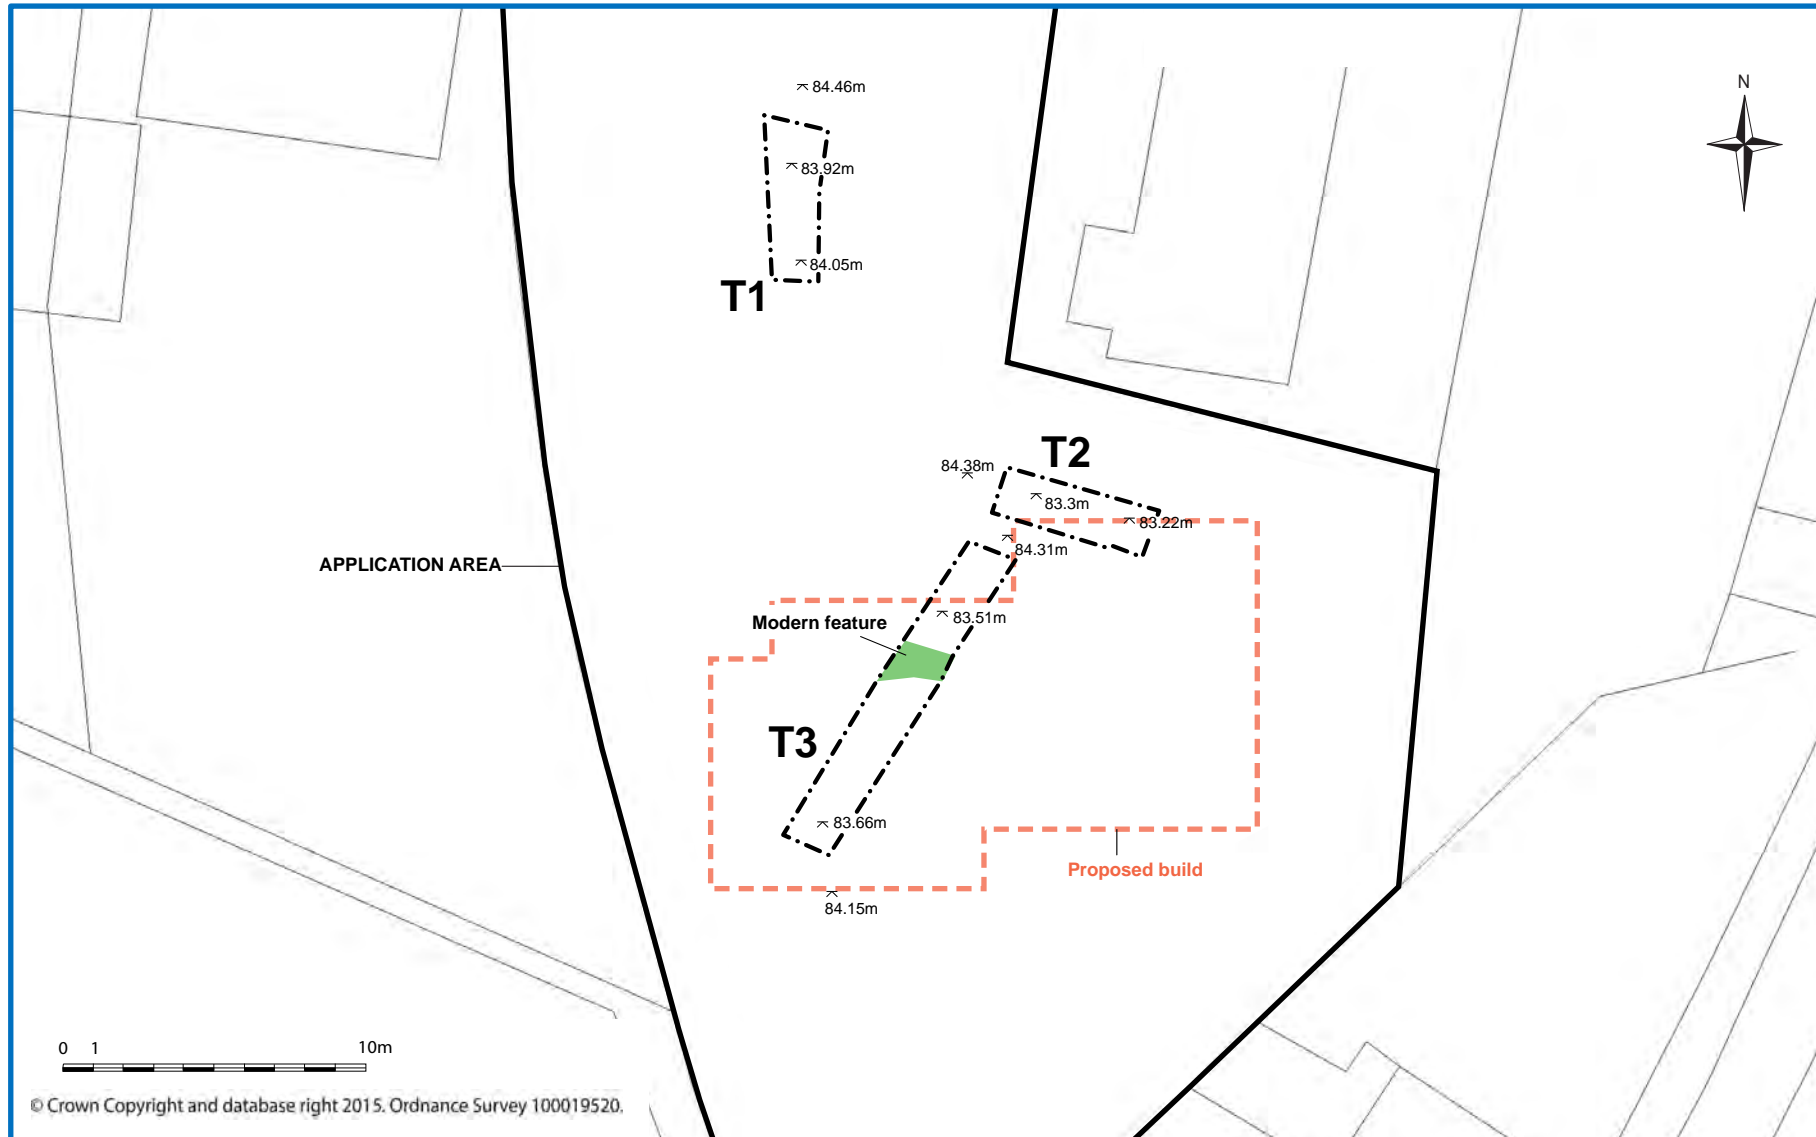 84.46m
N
83.92m
84.05m
T1
T2
84.38m
83.3m
83.22m
84.31m
APPLICATION AREA
83.51m
Modern feature
T3
83.66m
Proposed build
84.15m
0 1 10m
© Crown Copyright and database right 2015. Ordnance Survey 100019520.